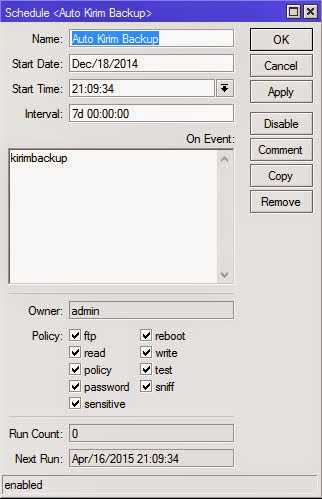 Schedule <Auto Kirim Backup>
Name: Auto Kirim Backup
OK
Start Date: Dec/18/2014
Cancel
Start Time: 21:09:34
Apply
Interval: 7d 00:00:00
On Event:
Disable
kirimbackup
Comment
Copy
Remove
Owner: admin
Policy: ftp reboot
read write
policy test
password sniff
sensitive
Run Count: 0
Next Run: Apr/16/2015 21:09:34
enabled